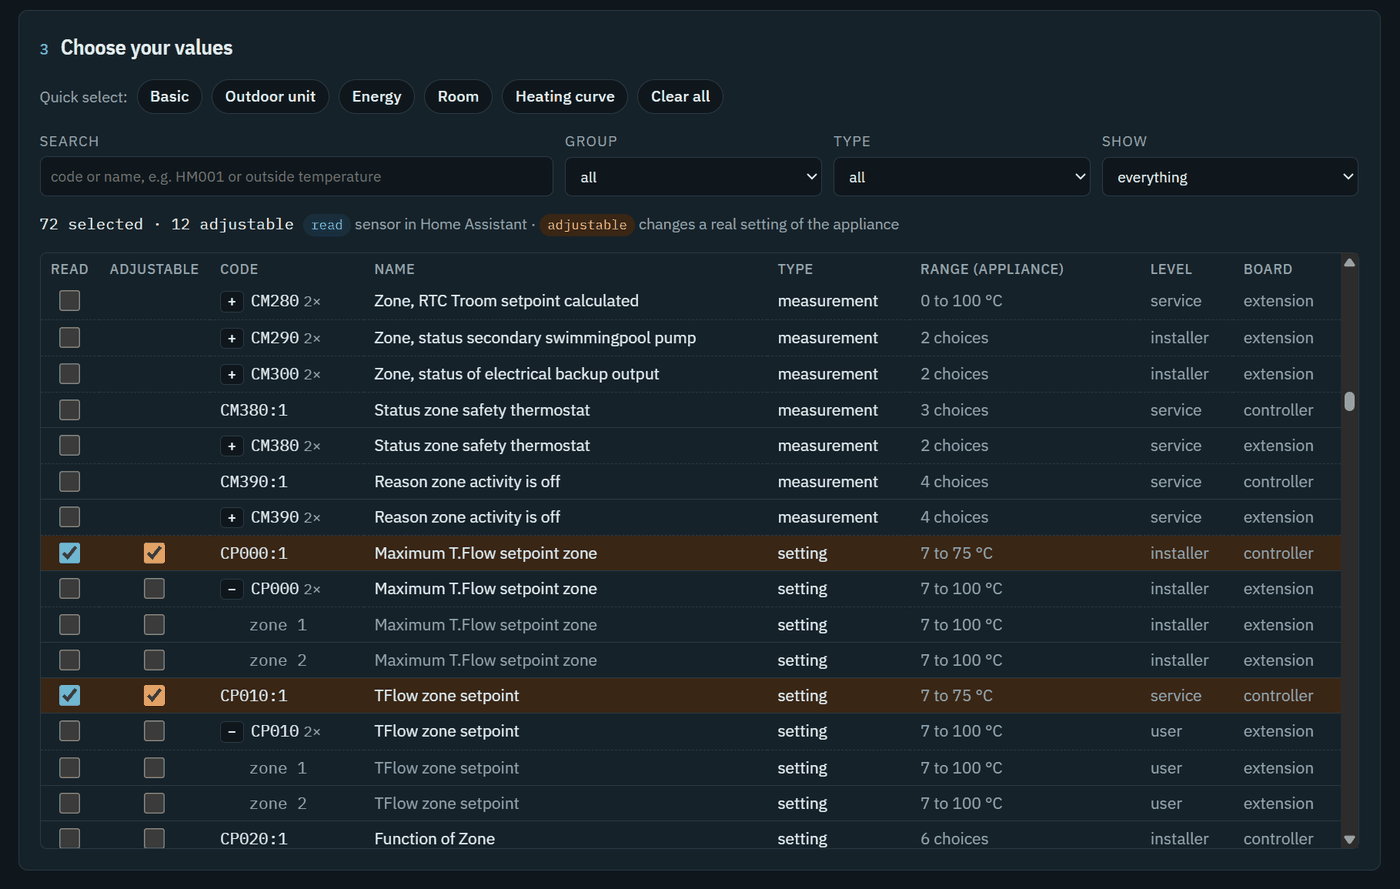 3 Choose your values
Quick select: Basic Outdoor unit Energy Room Heating curve Clear all
SEARCH GROUP TYPE SHOW
code or name, e.g. HM001 or outside temperature all all everything
72 selected · 12 adjustable read sensor in Home Assistant · adjustable changes a real setting of the appliance
READ ADJUSTABLE CODE NAME TYPE RANGE (APPLIANCE) LEVEL BOARD
+ CM280 2× Zone, RTC Troom setpoint calculated measurement 0 to 100 °C service extension
+ CM290 2× Zone, status secondary swimmingpool pump measurement 2 choices installer extension
+ CM300 2× Zone, status of electrical backup output measurement 2 choices installer extension
CM380:1 Status zone safety thermostat measurement 3 choices service controller
+ CM380 2× Status zone safety thermostat measurement 2 choices service extension
CM390:1 Reason zone activity is off measurement 4 choices service controller
+ CM390 2× Reason zone activity is off measurement 4 choices service extension
CP000:1 Maximum T.Flow setpoint zone setting 7 to 75 °C installer controller
− CP000 2× Maximum T.Flow setpoint zone setting 7 to 100 °C installer extension
zone 1 Maximum T.Flow setpoint zone setting 7 to 100 °C installer extension
zone 2 Maximum T.Flow setpoint zone setting 7 to 100 °C installer extension
CP010:1 TFlow zone setpoint setting 7 to 75 °C service controller
− CP010 2× TFlow zone setpoint setting 7 to 100 °C user extension
zone 1 TFlow zone setpoint setting 7 to 100 °C user extension
zone 2 TFlow zone setpoint setting 7 to 100 °C user extension
CP020:1 Function of Zone setting 6 choices installer controller